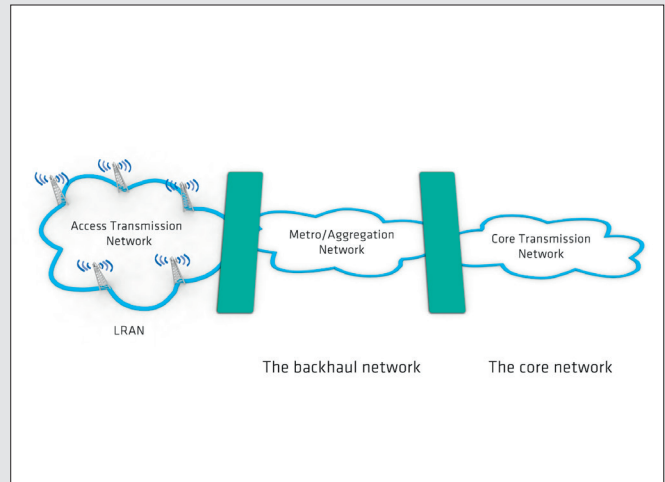 Access Transmission
Network
Metro/Aggregation
Network
Core Transmission
Network
LRAN
The backhaul network
The core network